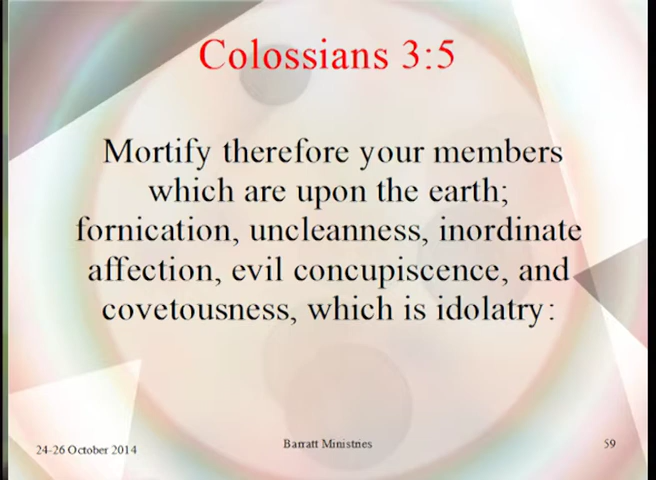 Colossians 3:5
Mortify therefore your members
which are upon the earth;
fornication, uncleanness, inordinate
affection, evil concupiscence, and
covetousness, which is idolatry:
24-26 October 2014
Barratt Ministries
59